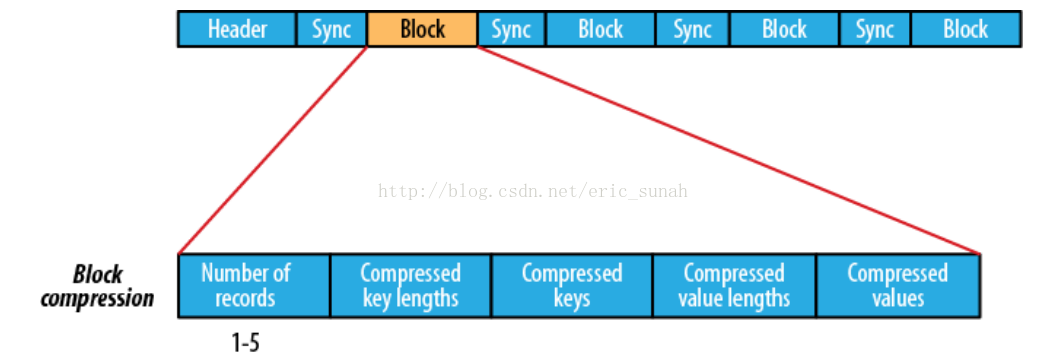 Header Sync Block Sync Block Sync Block Sync Block
http://blog.csdn.net/eric_sunah
Block compression
Number of records
Compressed key lengths
Compressed keys
Compressed value lengths
Compressed values
1-5